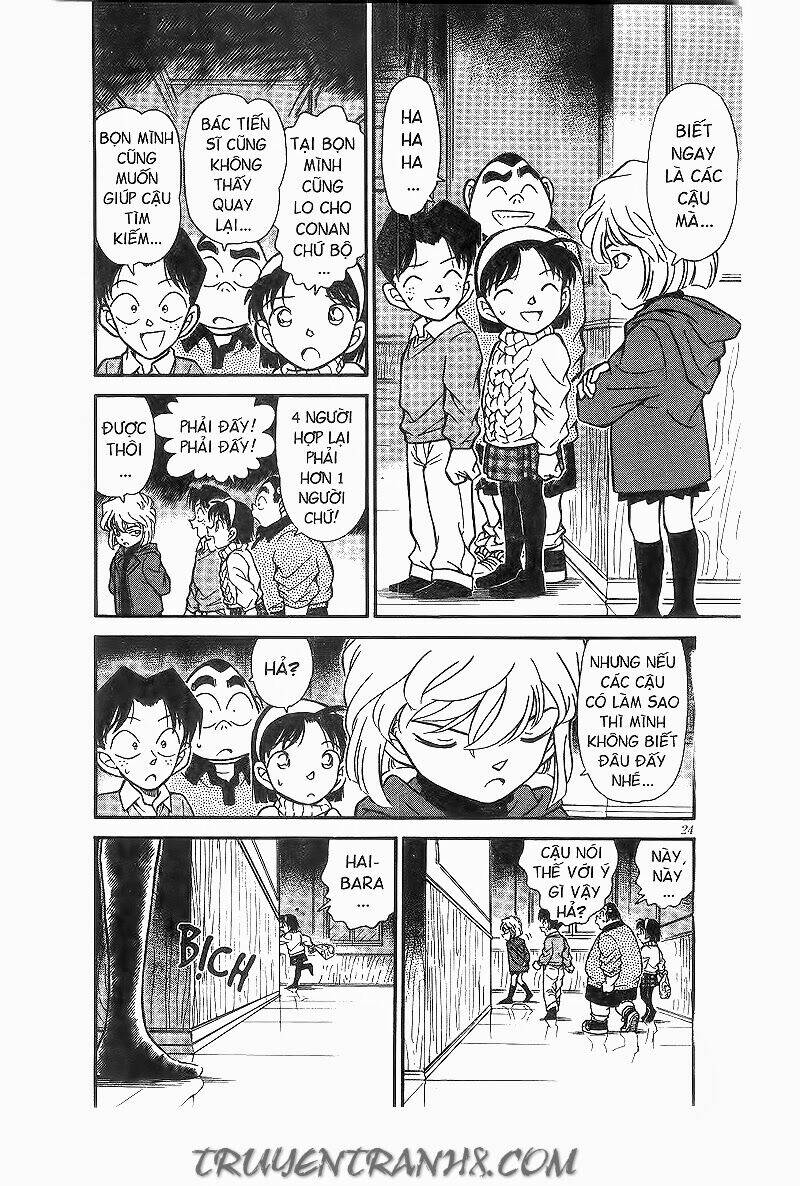 BIẾT
NGAY
LÀ CÁC
CẬU
MÀ...
HA
HA
HA
...
TẠI BỌN
MÌNH
CŨNG
LO CHO
CONAN
CHỨ BỘ
...
BÁC TIẾN
SĨ CŨNG
KHÔNG
THẤY
QUAY
LẠI...
BỌN MÌNH
CŨNG
MUỐN
GIÚP CẬU
TÌM
KIẾM...
4 NGƯỜI
HỢP LẠI
PHẢI
HƠN 1
NGƯỜI
CHỨ!
PHẢI ĐẤY!
PHẢI ĐẤY!
ĐƯỢC
THÔI
...
NHƯNG NẾU
CÁC CẬU
CÓ LÀM SAO
THÌ MÌNH
KHÔNG BIẾT
ĐÂU ĐẤY
NHÉ...
HẢ?
24
NÀY,
NÀY...
CẬU NÓI
THẾ VỚI Ý
GÌ VẬY
HẢ?
HAI-
BARA
...
BỊCH
TRUYENTRANH8.COM